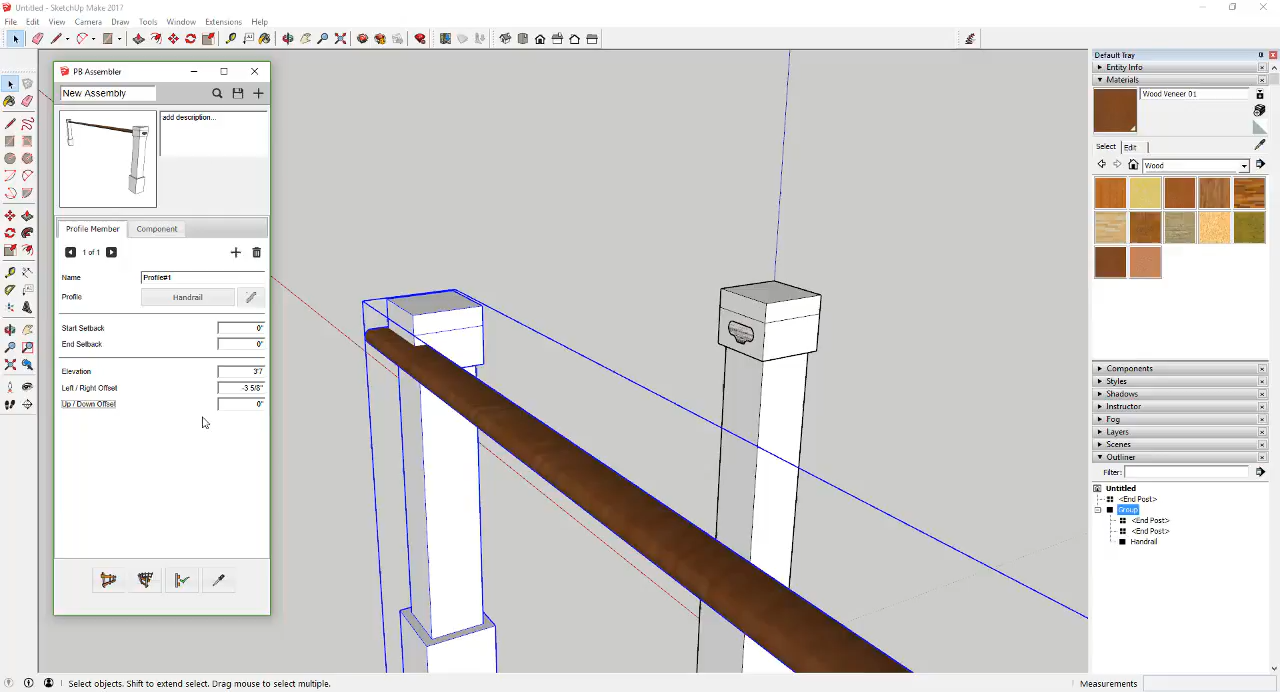 Untitled - SketchUp Make 2017
File Edit View Camera Draw Tools Window Extensions Help
PB Assembler
New Assembly
add description...
Profile Member Component
1 of 1
Name Profile#1
Profile Handrail
Start Setback 0"
End Setback 0"
Elevation 3'7
Left / Right Offset -3 5/8"
Up / Down Offset 0"
Default Tray
Entity Info
Materials
Wood Veneer 01
Select Edit
Wood
Components
Styles
Shadows
Instructor
Fog
Layers
Scenes
Outliner
Filter:
Untitled
<End Post>
Group
<End Post>
<End Post>
Handrail
Select objects. Shift to extend select. Drag mouse to select multiple.
Measurements